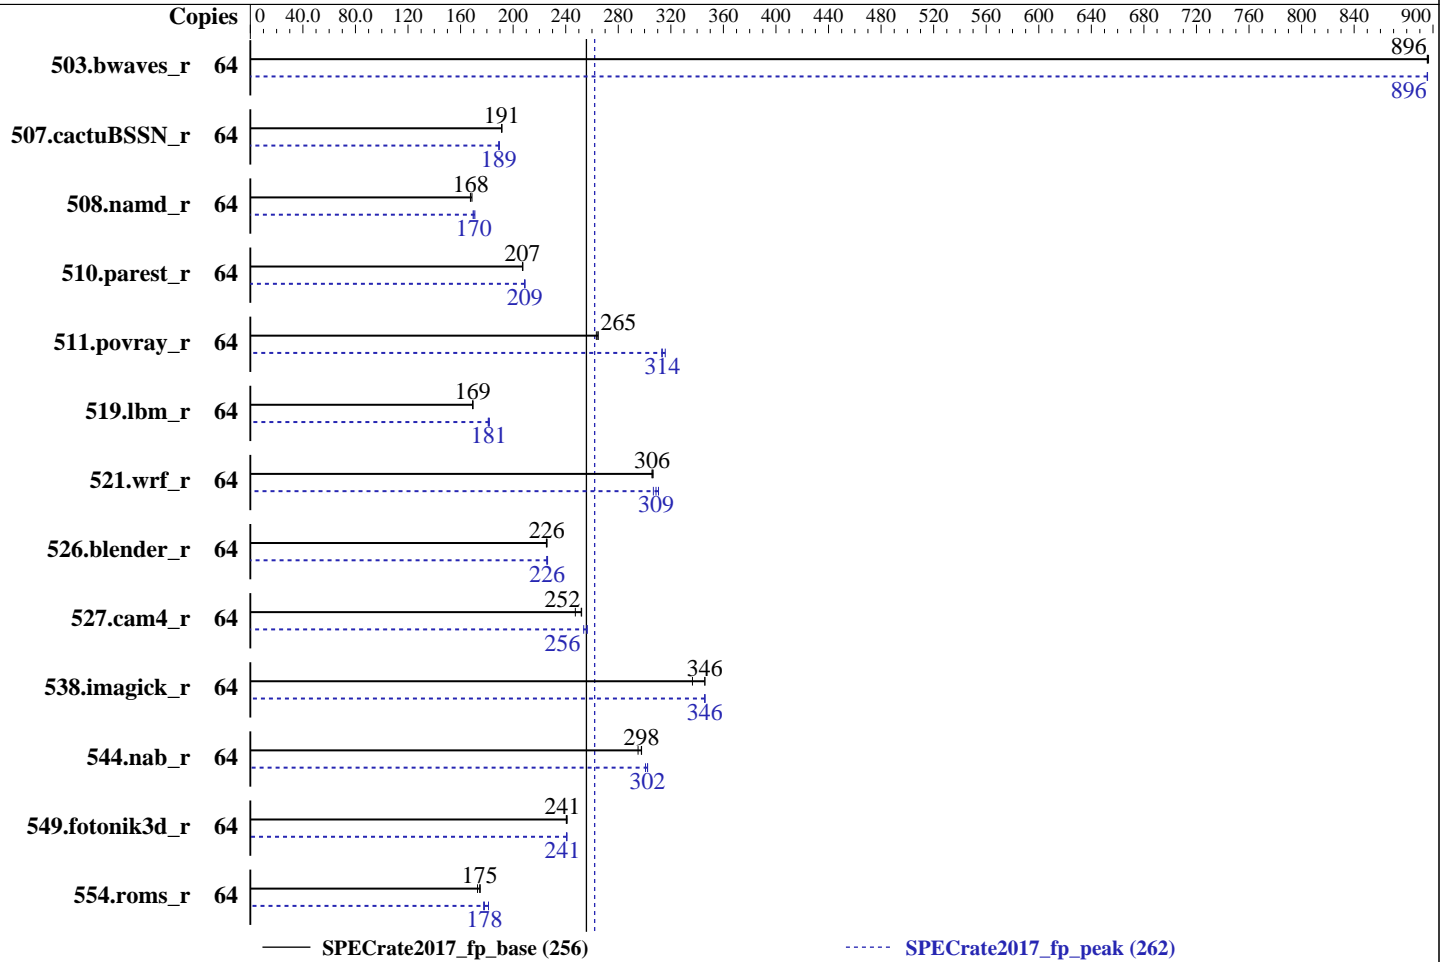 Copies 0 40.0 80.0 120 160 200 240 280 320 360 400 440 480 520 560 600 640 680 720 760 800 840 900
896
503.bwaves_r 64
896
191
507.cactuBSSN_r 64
189
168
508.namd_r 64
170
207
510.parest_r 64
209
265
511.povray_r 64
314
169
519.lbm_r 64
181
306
521.wrf_r 64
309
226
526.blender_r 64
226
252
527.cam4_r 64
256
346
538.imagick_r 64
346
298
544.nab_r 64
302
241
549.fotonik3d_r 64
241
175
554.roms_r 64
178
SPECrate2017_fp_base (256) SPECrate2017_fp_peak (262)